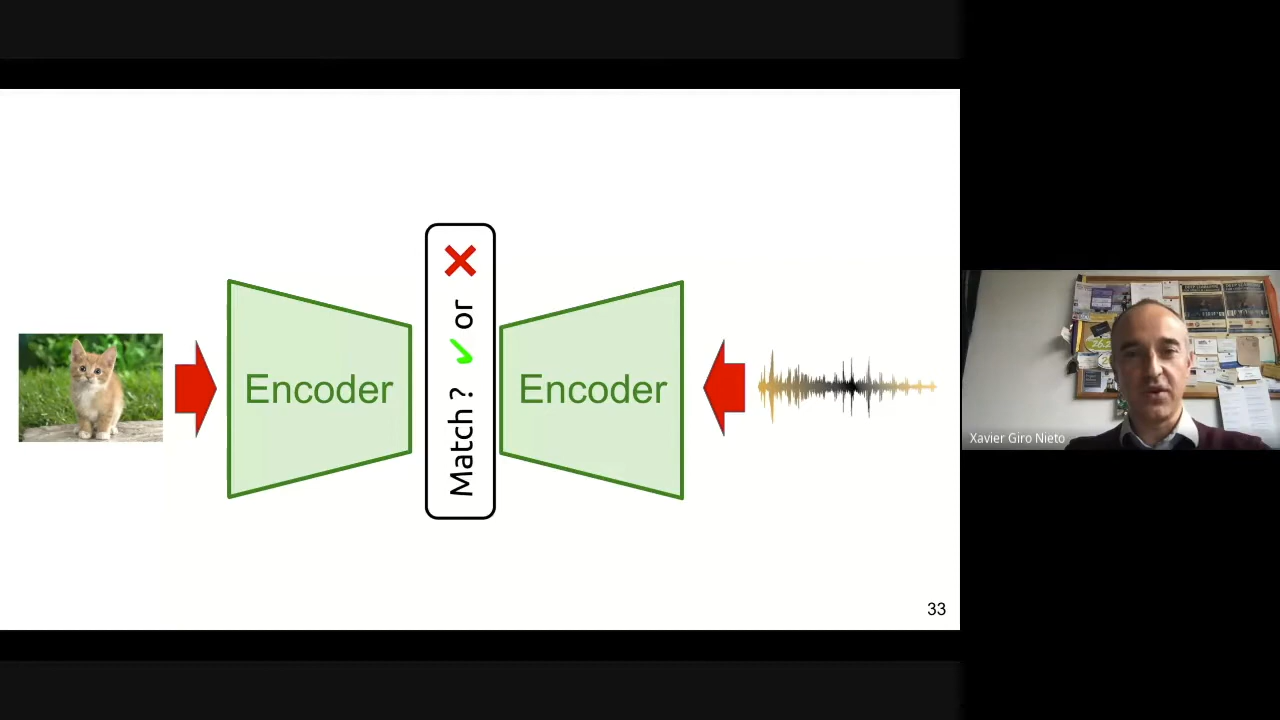 Encoder
Match ? ✔ or ✖
Encoder
33
Xavier Giro Nieto